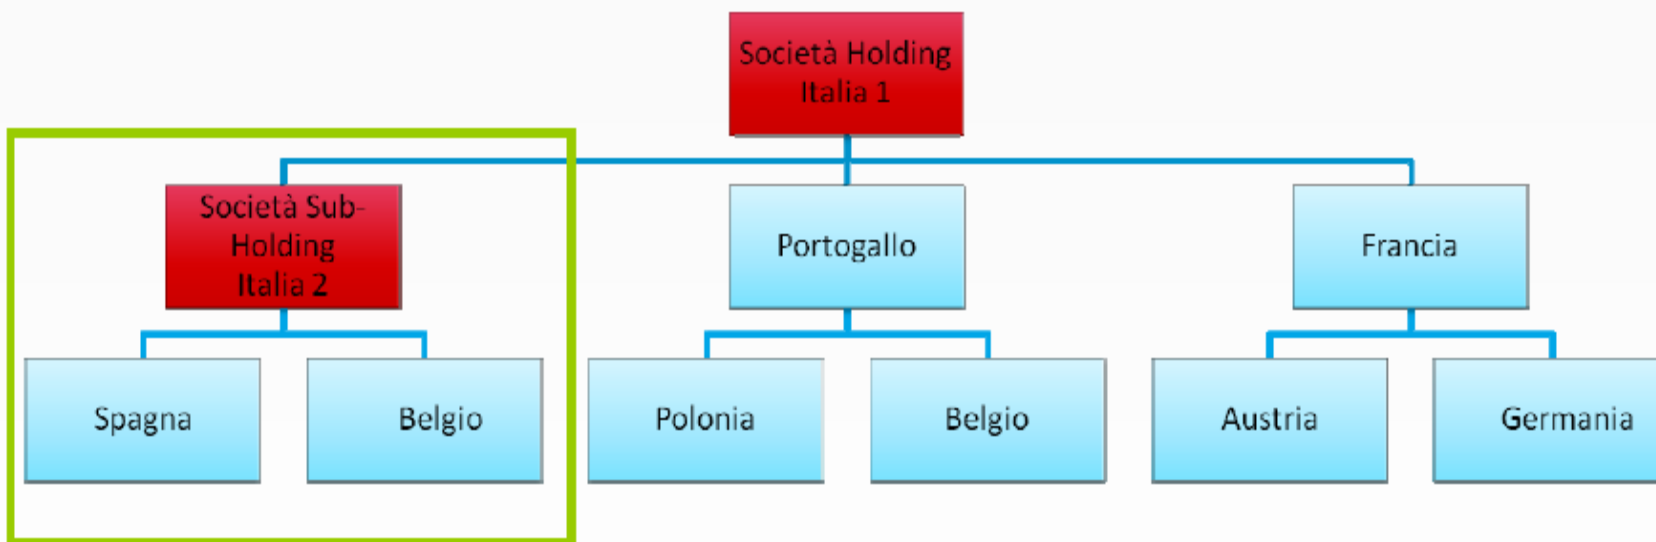 Società Holding
Italia 1
Società Sub-
Holding
Italia 2
Portogallo
Francia
Spagna
Belgio
Polonia
Belgio
Austria
Germania